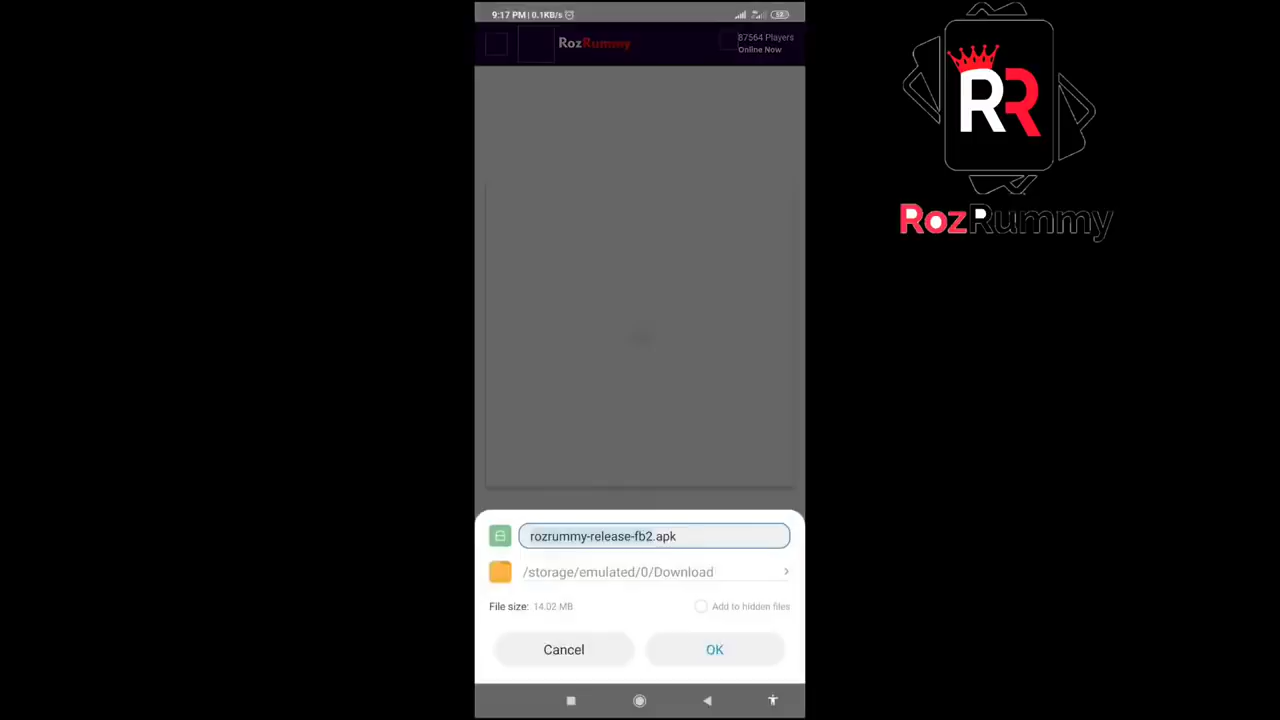 9:17 PM | 0.1KB/s
RozRummy
87564 Players
Online Now
RR
RozRummy
rozrummy-release-fb2.apk
/storage/emulated/0/Download
File size: 14.02 MB
Add to hidden files
Cancel
OK